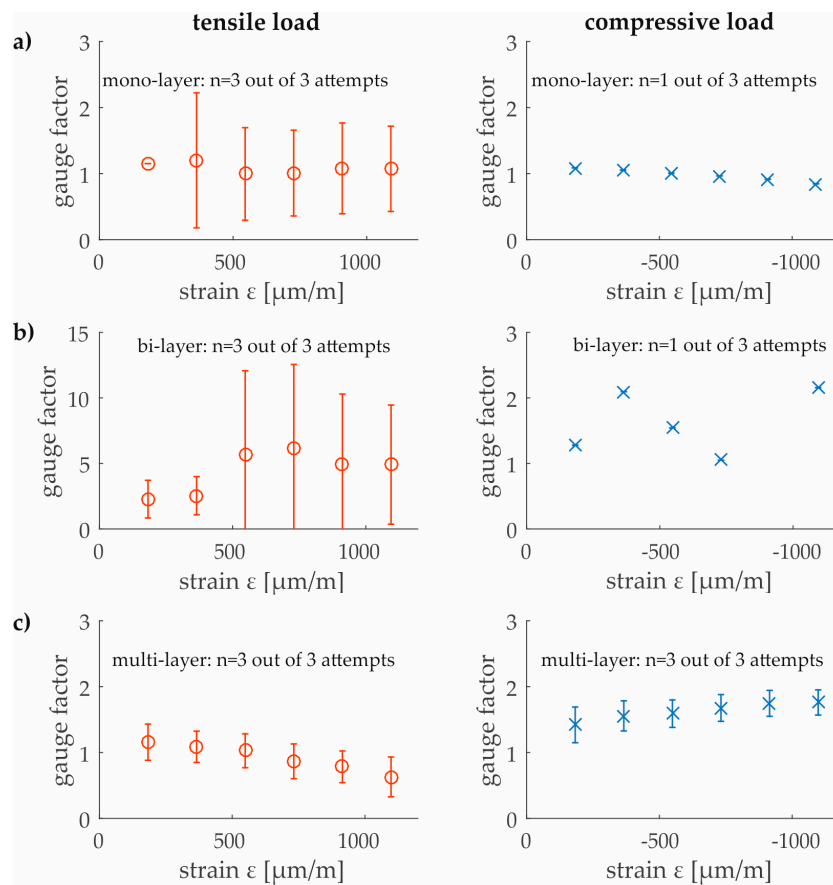 tensile load
compressive load
a)
3
mono-layer: n=3 out of 3 attempts
2
gauge factor
1
0
0
500
1000
strain ε [µm/m]
3
mono-layer: n=1 out of 3 attempts
2
gauge factor
1
0
0
-500
-1000
strain ε [µm/m]
b)
15
bi-layer: n=3 out of 3 attempts
10
gauge factor
5
0
0
500
1000
strain ε [µm/m]
3
bi-layer: n=1 out of 3 attempts
2
gauge factor
1
0
0
-500
-1000
strain ε [µm/m]
c)
3
multi-layer: n=3 out of 3 attempts
2
gauge factor
1
0
0
500
1000
strain ε [µm/m]
3
multi-layer: n=3 out of 3 attempts
2
gauge factor
1
0
0
-500
-1000
strain ε [µm/m]